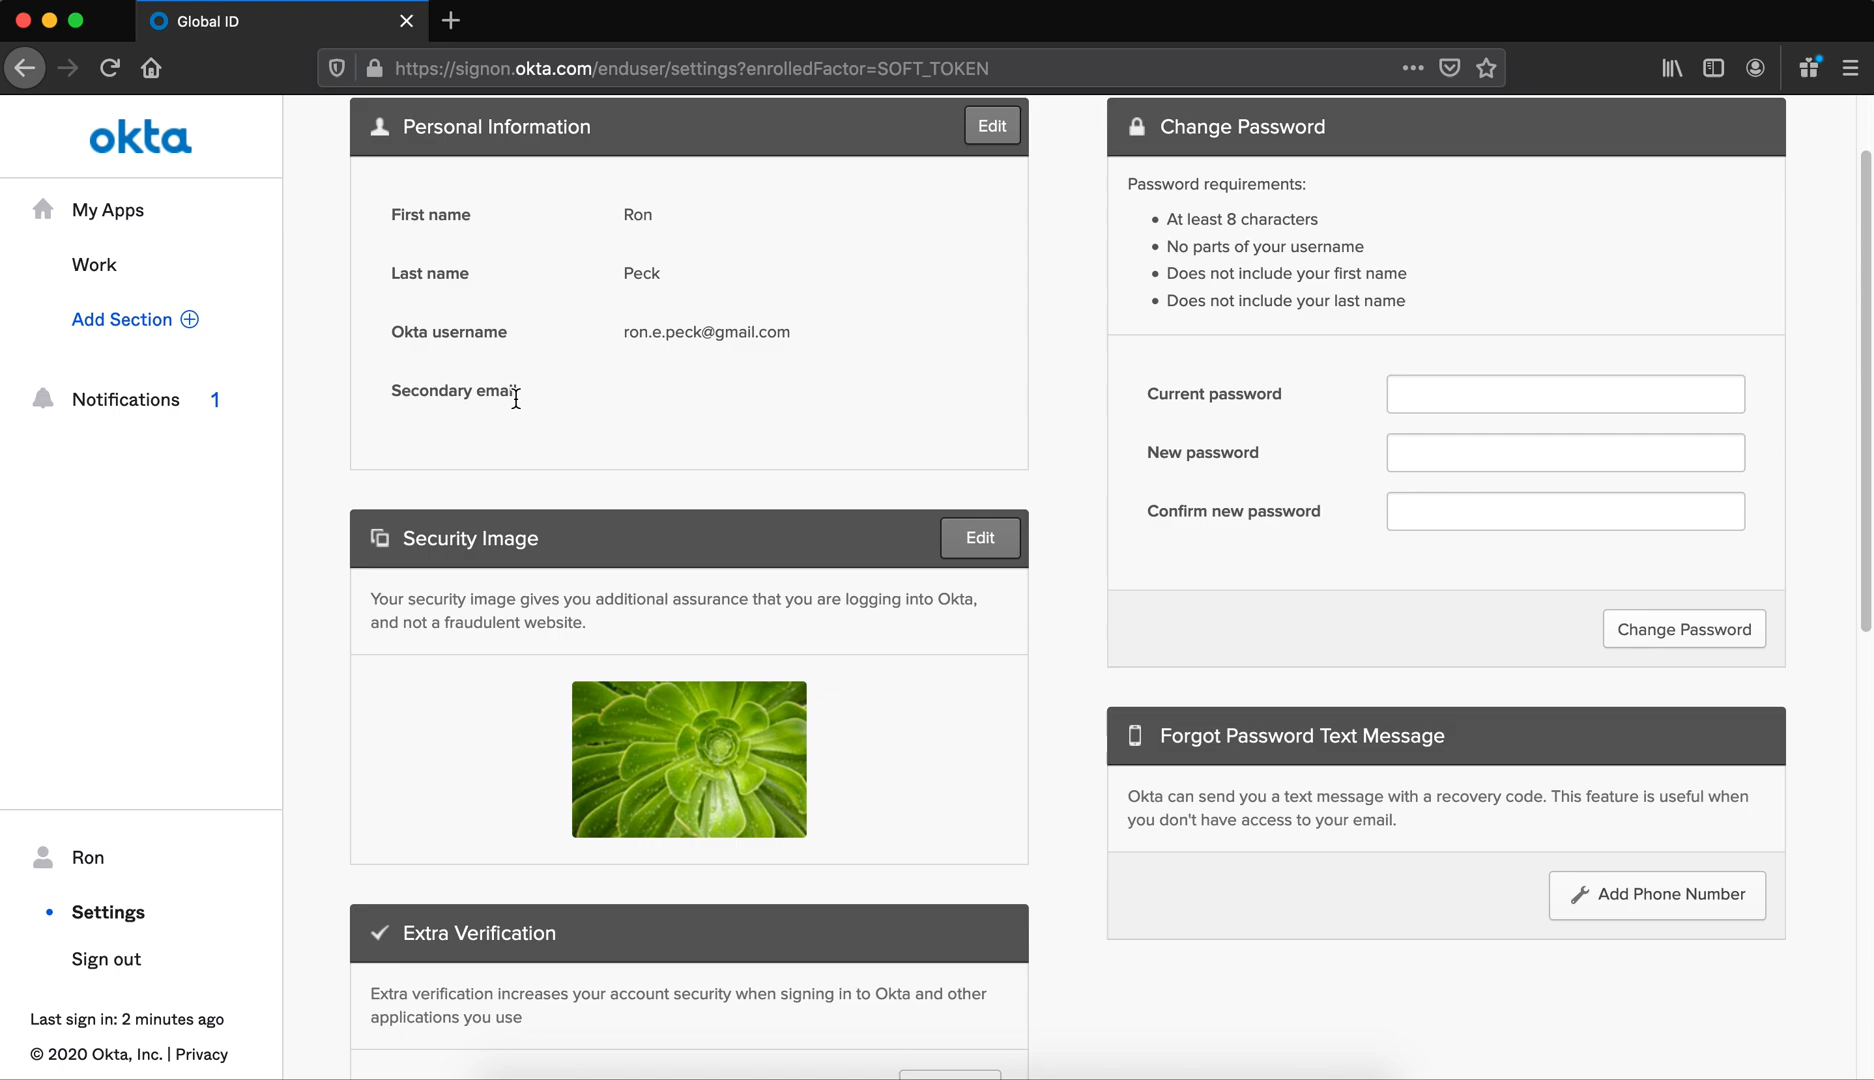 Global ID
https://signon.okta.com/enduser/settings?enrolledFactor=SOFT_TOKEN
okta
My Apps
Work
Add Section
Notifications 1
Ron
Settings
Sign out
Last sign in: 2 minutes ago
© 2020 Okta, Inc. | Privacy
Personal Information Edit
First name Ron
Last name Peck
Okta username ron.e.peck@gmail.com
Secondary email
Security Image Edit
Your security image gives you additional assurance that you are logging into Okta,
and not a fraudulent website.
Extra Verification
Extra verification increases your account security when signing in to Okta and other
applications you use
Change Password
Password requirements:
• At least 8 characters
• No parts of your username
• Does not include your first name
• Does not include your last name
Current password
New password
Confirm new password
Change Password
Forgot Password Text Message
Okta can send you a text message with a recovery code. This feature is useful when
you don't have access to your email.
Add Phone Number